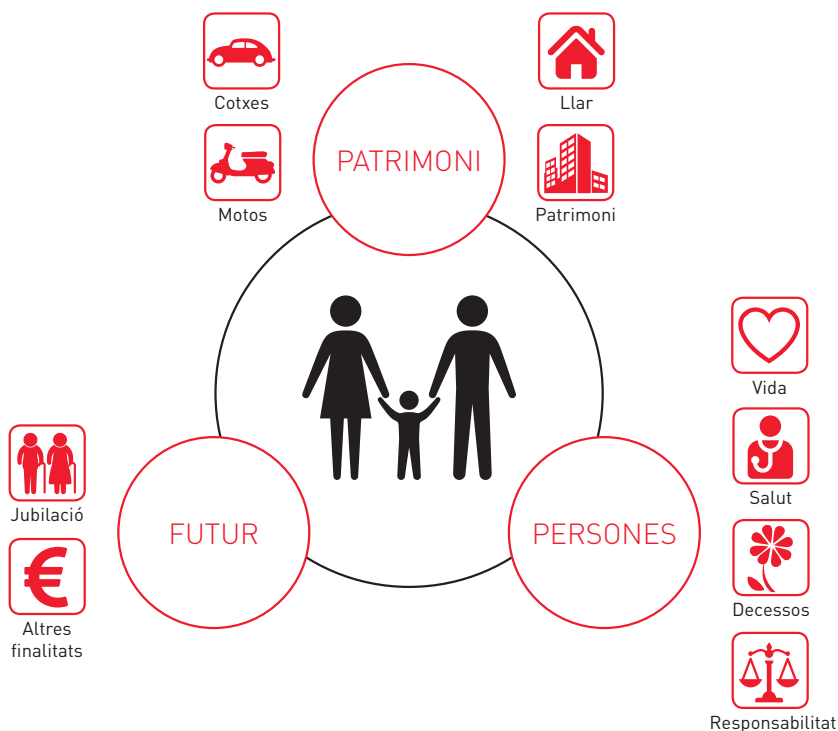 Cotxes
Llar
PATRIMONI
Motos
Patrimoni
Vida
Salut
Jubilació
FUTUR
PERSONES
Decessos
Altres
finalitats
Responsabilitat